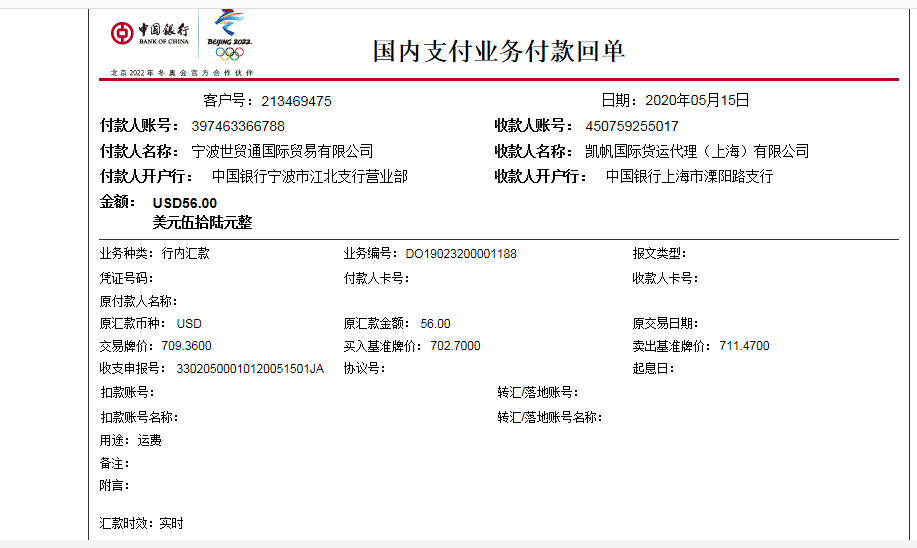 中国银行
BANK OF CHINA
BEIJING 2022
北京2022年冬奥会官方合作伙伴
国内支付业务付款回单
客户号：213469475 日期：2020年05月15日
付款人账号：397463366788 收款人账号：450759255017
付款人名称：宁波世贸通国际贸易有限公司 收款人名称：凯帆国际货运代理（上海）有限公司
付款人开户行：中国银行宁波市江北支行营业部 收款人开户行：中国银行上海市溧阳路支行
金额：USD56.00
美元伍拾陆元整
业务种类：行内汇款 业务编号：DO19023200001188 报文类型：
凭证号码： 付款人卡号： 收款人卡号：
原付款人名称：
原汇款币种：USD 原汇款金额：56.00 原交易日期：
交易牌价：709.3600 买入基准牌价：702.7000 卖出基准牌价：711.4700
收支申报号：33020500010120051501JA 协议号： 起息日：
扣款账号： 转汇/落地账号：
扣款账号名称： 转汇/落地账号名称：
用途：运费
备注：
附言：
汇款时效：实时